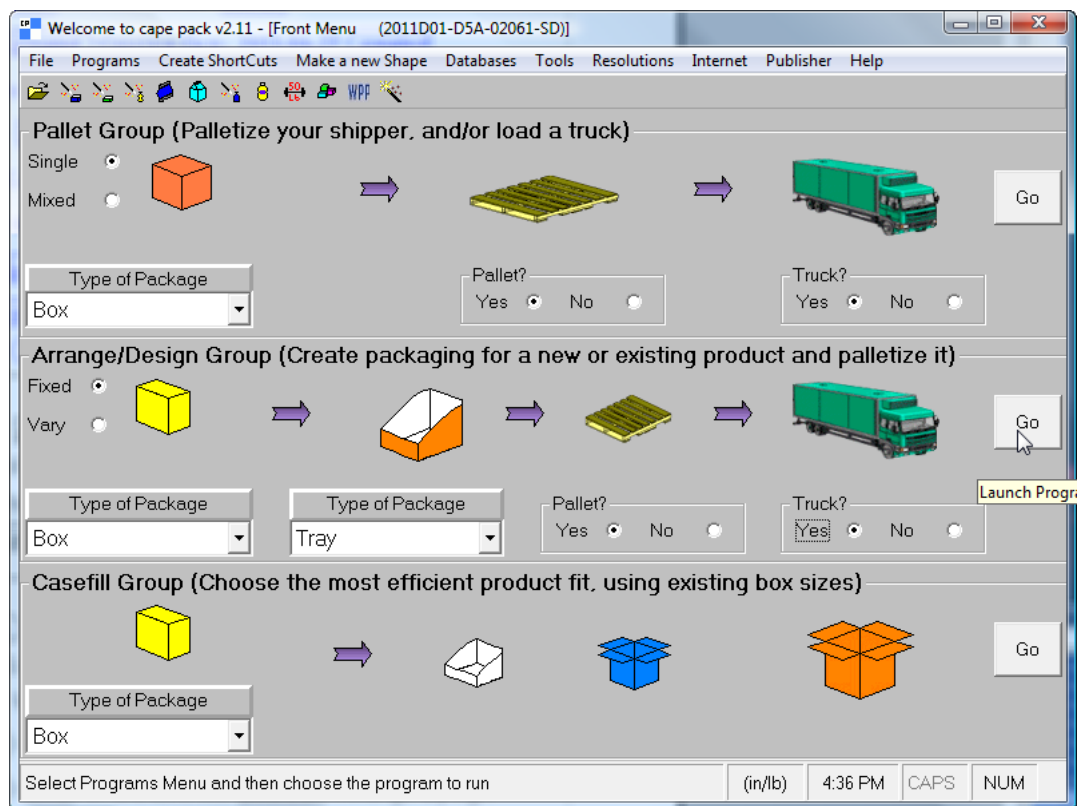 CP Welcome to cape pack v2.11 - [Front Menu (2011D01-D5A-02061-SD)]
File Programs Create ShortCuts Make a new Shape Databases Tools Resolutions Internet Publisher Help
WPP
Pallet Group (Palletize your shipper, and/or load a truck)
Single
Mixed
Go
Type of Package
Box
Pallet?
Yes No
Truck?
Yes No
Arrange/Design Group (Create packaging for a new or existing product and palletize it)
Fixed
Vary
Go
Launch Progra
Type of Package
Box
Type of Package
Tray
Pallet?
Yes No
Truck?
Yes No
Casefill Group (Choose the most efficient product fit, using existing box sizes)
Go
Type of Package
Box
Select Programs Menu and then choose the program to run (in/lb) 4:36 PM CAPS NUM